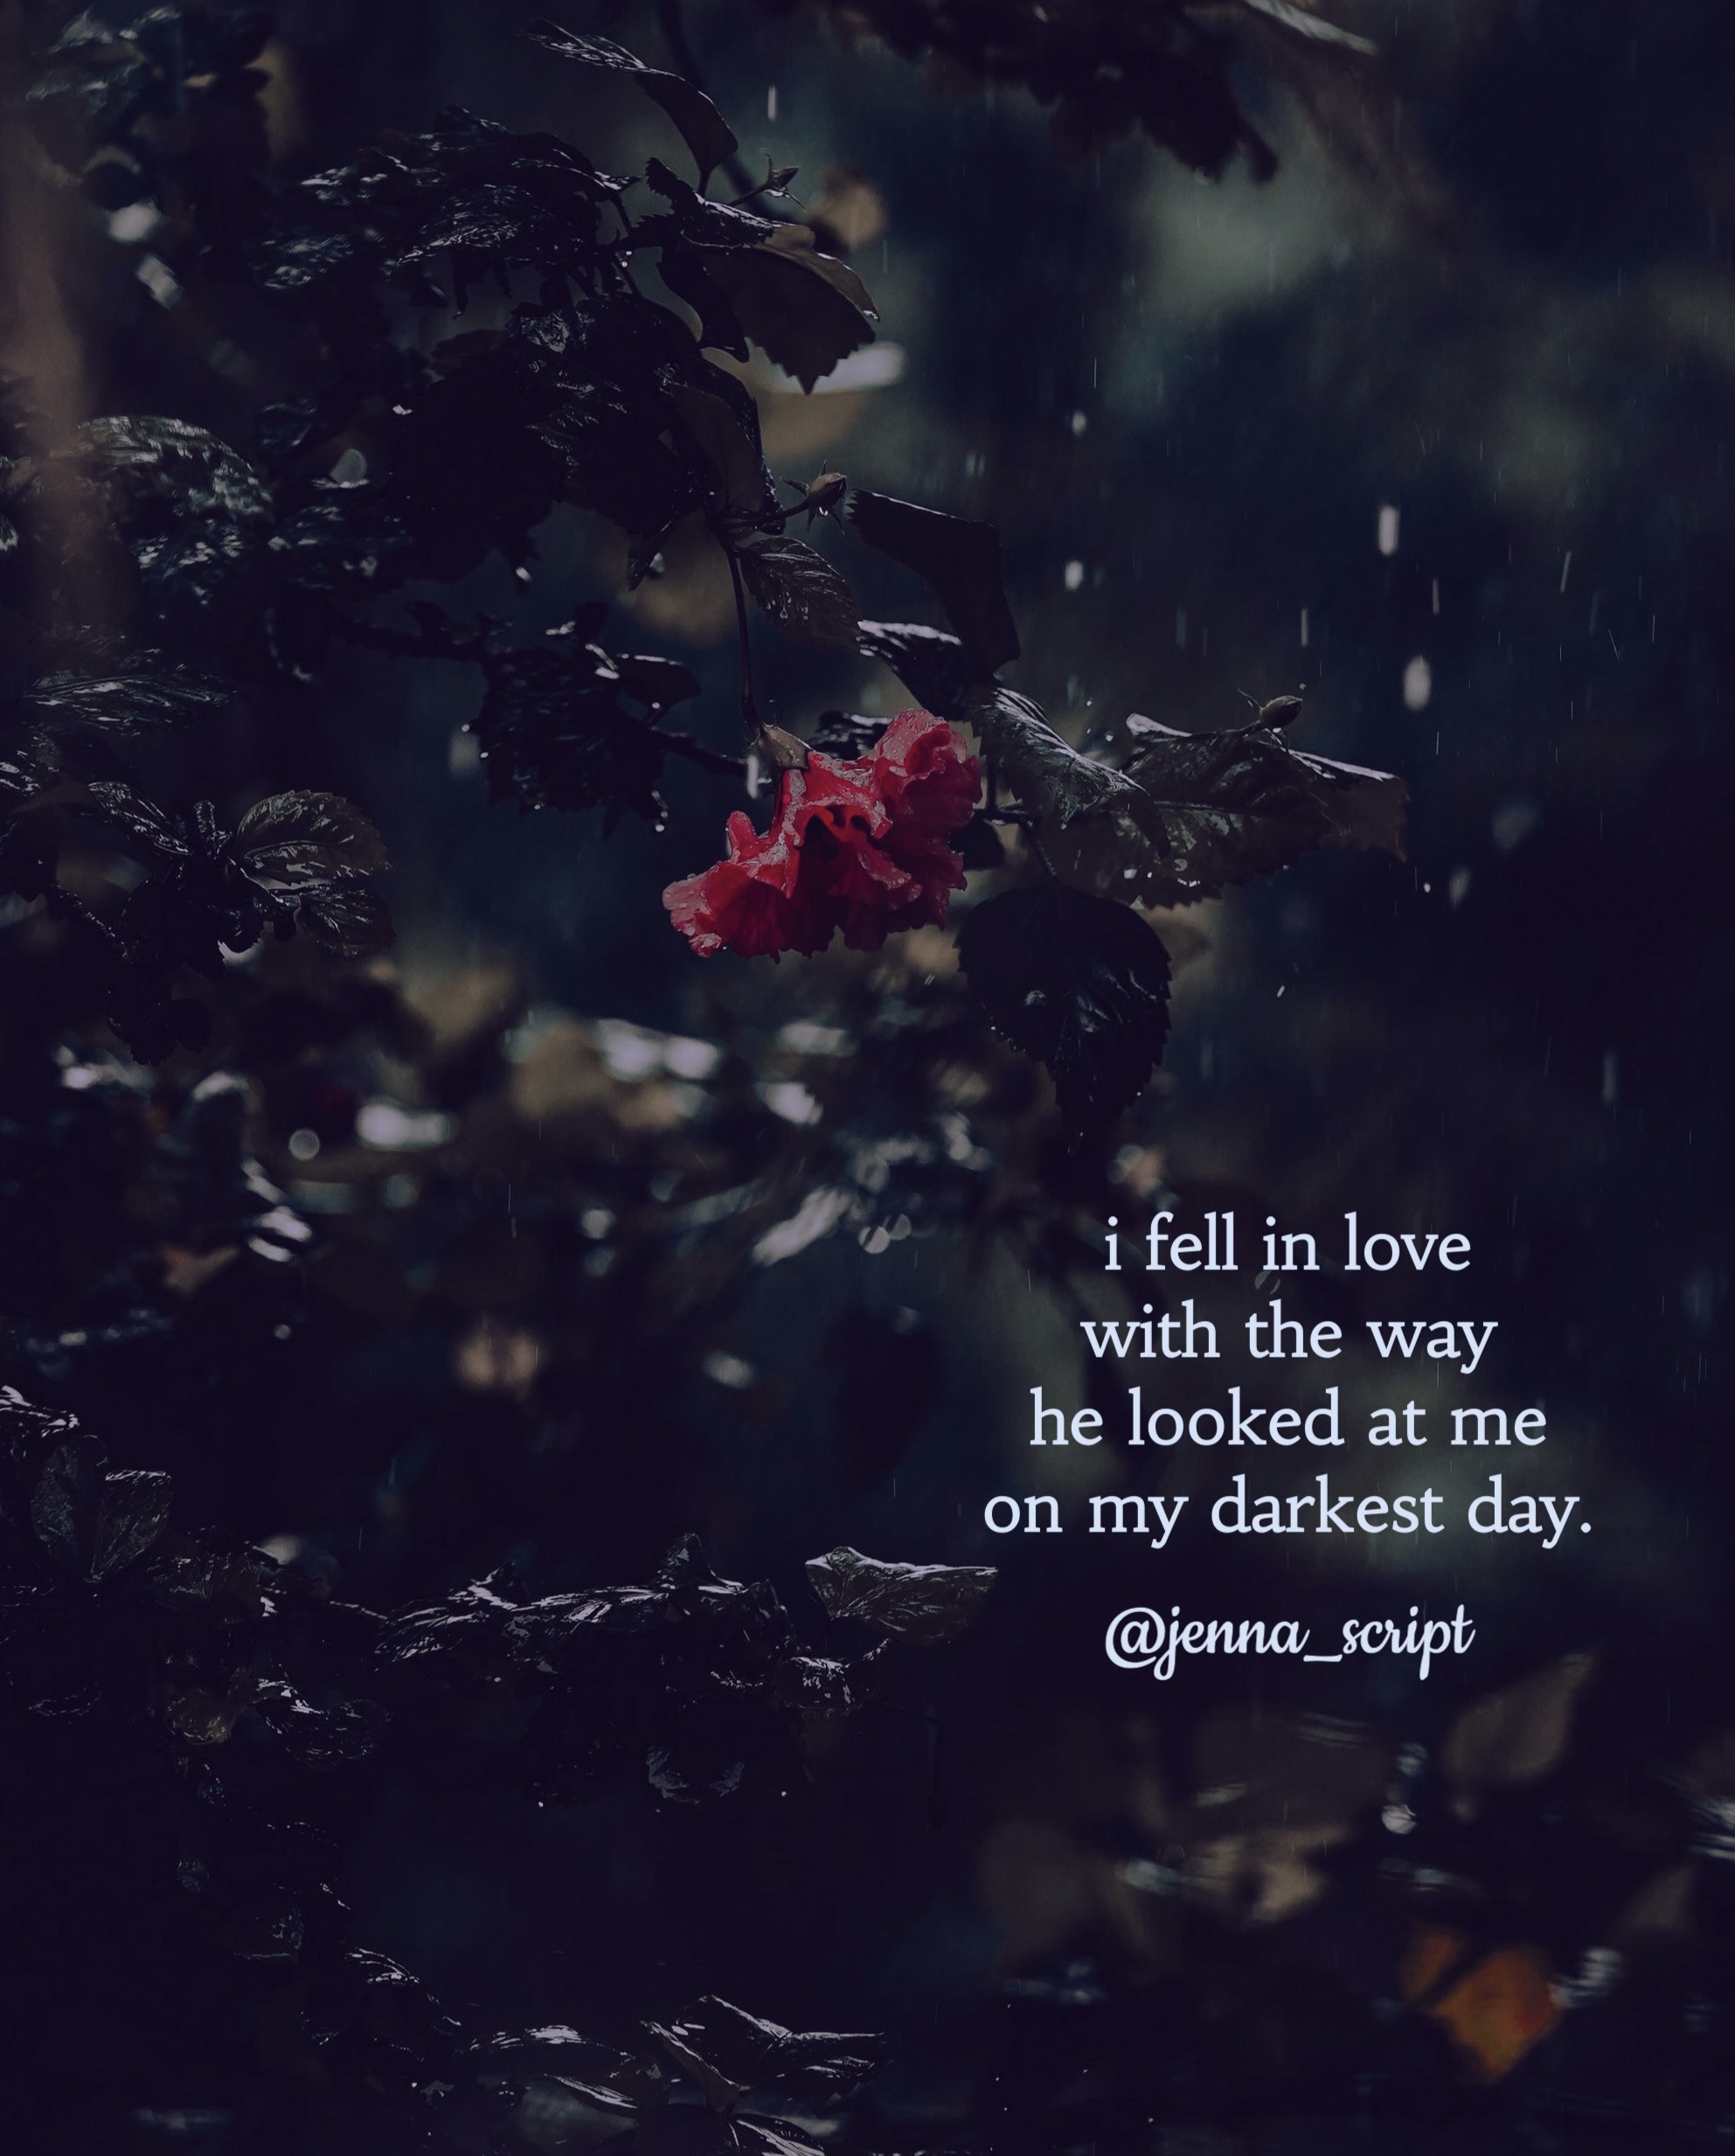 i fell in love
with the way
he looked at me
on my darkest day.
@jenna_script